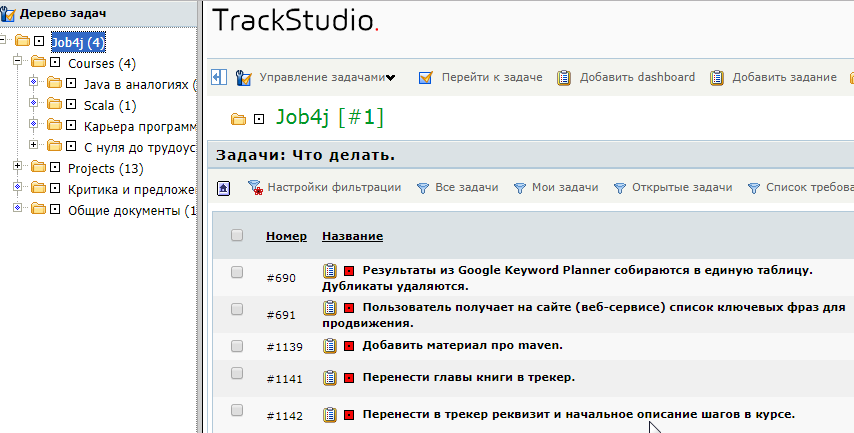 Дерево задач
Job4j (4)
Courses (4)
Java в аналогиях (
Scala (1)
Карьера программ
С нуля до трудоус
Projects (13)
Критика и предложе
Общие документы (1
TrackStudio.
Управление задачами
Перейти к задаче
Добавить dashboard
Добавить задание
Job4j [#1]
Задачи: Что делать.
Настройки фильтрации
Все задачи
Мои задачи
Открытые задачи
Список требова
Номер
Название
#690
Результаты из Google Keyword Planner собираются в единую таблицу.
Дубликаты удаляются.
#691
Пользователь получает на сайте (веб-сервисе) список ключевых фраз для
продвижения.
#1139
Добавить материал про maven.
#1141
Перенести главы книги в трекер.
#1142
Перенести в трекер реквизит и начальное описание шагов в курсе.